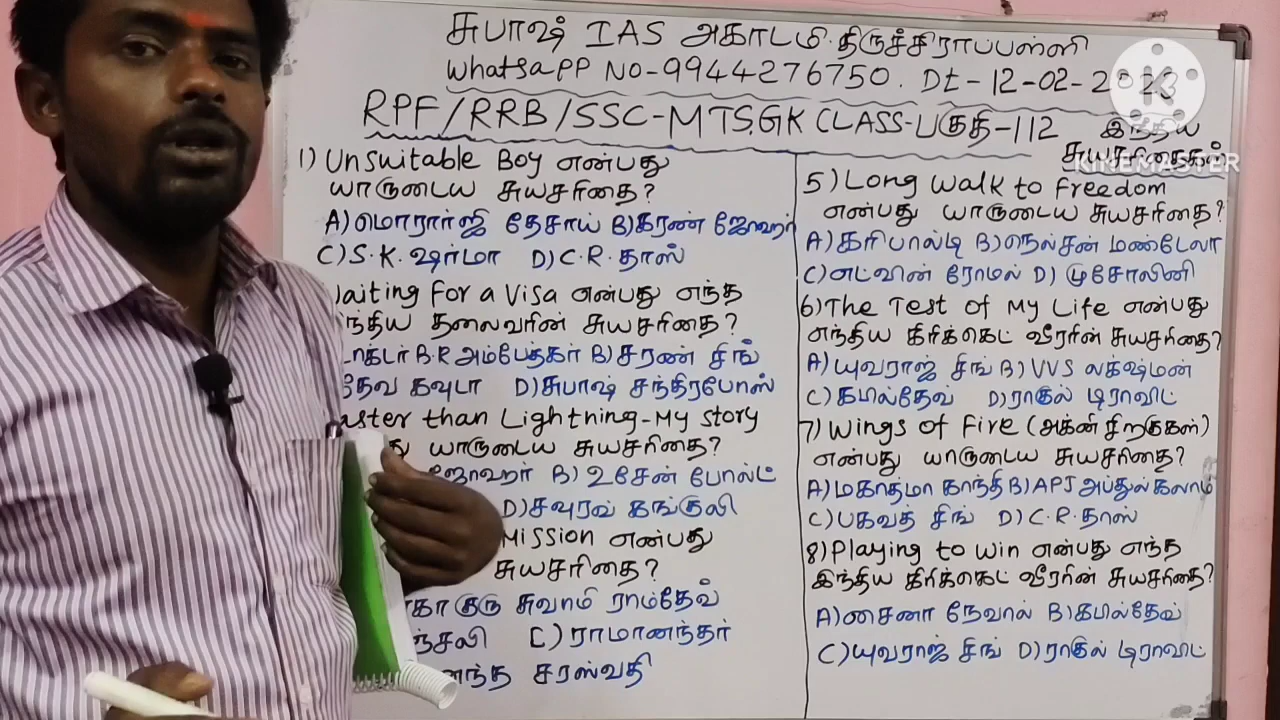 சுபாஷ் IAS அகாடமி திருச்சிராப்பள்ளி
WhatsaPP NO-9944276750. Dt-12-02-2023
RPF/RRB/SSC-MTS.GK CLASS-பகுதி-112
இந்திய
சுயசரிதைகள்
KINEMASTER
1) Unsuitable Boy என்பது
யாருடைய சுயசரிதை?
A) மொரார்ஜி தேசாய் B) கரண் ஜோஹர்
C) S.K. ஷர்மா D) C.R. தாஸ்
aiting For a Visa என்பது எந்த
ந்திய தலைவரின் சுயசரிதை?
டாக்டர் B.R அம்பேத்கர் B) சரண் சிங்
தேவ கவுடா D) சுபாஷ் சந்திரபோஸ்
aster than Lightning-My story
து யாருடைய சுயசரிதை?
ஜோஹர் B) உசேன் போல்ட்
D) சவுரவ் கங்குலி
Mission என்பது
சுயசரிதை?
குரு சுவாமி ராம்தேவ்
ஞ்சலி C) ராமானந்தர்
னந்த சரஸ்வதி
5) Long Walk to Freedom
என்பது யாருடைய சுயசரிதை?
A) கரிபால்டி B) நெல்சன் மண்டேலா
C) எட்வின் ரோமல் D) முசோலினி
6) The Test of My Life என்பது
எந்திய கிரிக்கெட் வீரரின் சுயசரிதை?
A) யுவராஜ் சிங் B) VVS லக்ஷ்மன்
C) கபில்தேவ் D) ராகுல் டிராவிட்
7) Wings of Fire (அக்னி சிறகுகள்)
என்பது யாருடைய சுயசரிதை?
A) மகாத்மா காந்தி B) APJ அப்துல் கலாம்
C) பகவத் சிங் D) C.R. தாஸ்
8) Playing to win என்பது எந்த
இந்திய கிரிக்கெட் வீரரின் சுயசரிதை?
A) சைனா நேவால் B) கபில்தேவ்
C) யுவராஜ் சிங் D) ராகுல் டிராவிட்